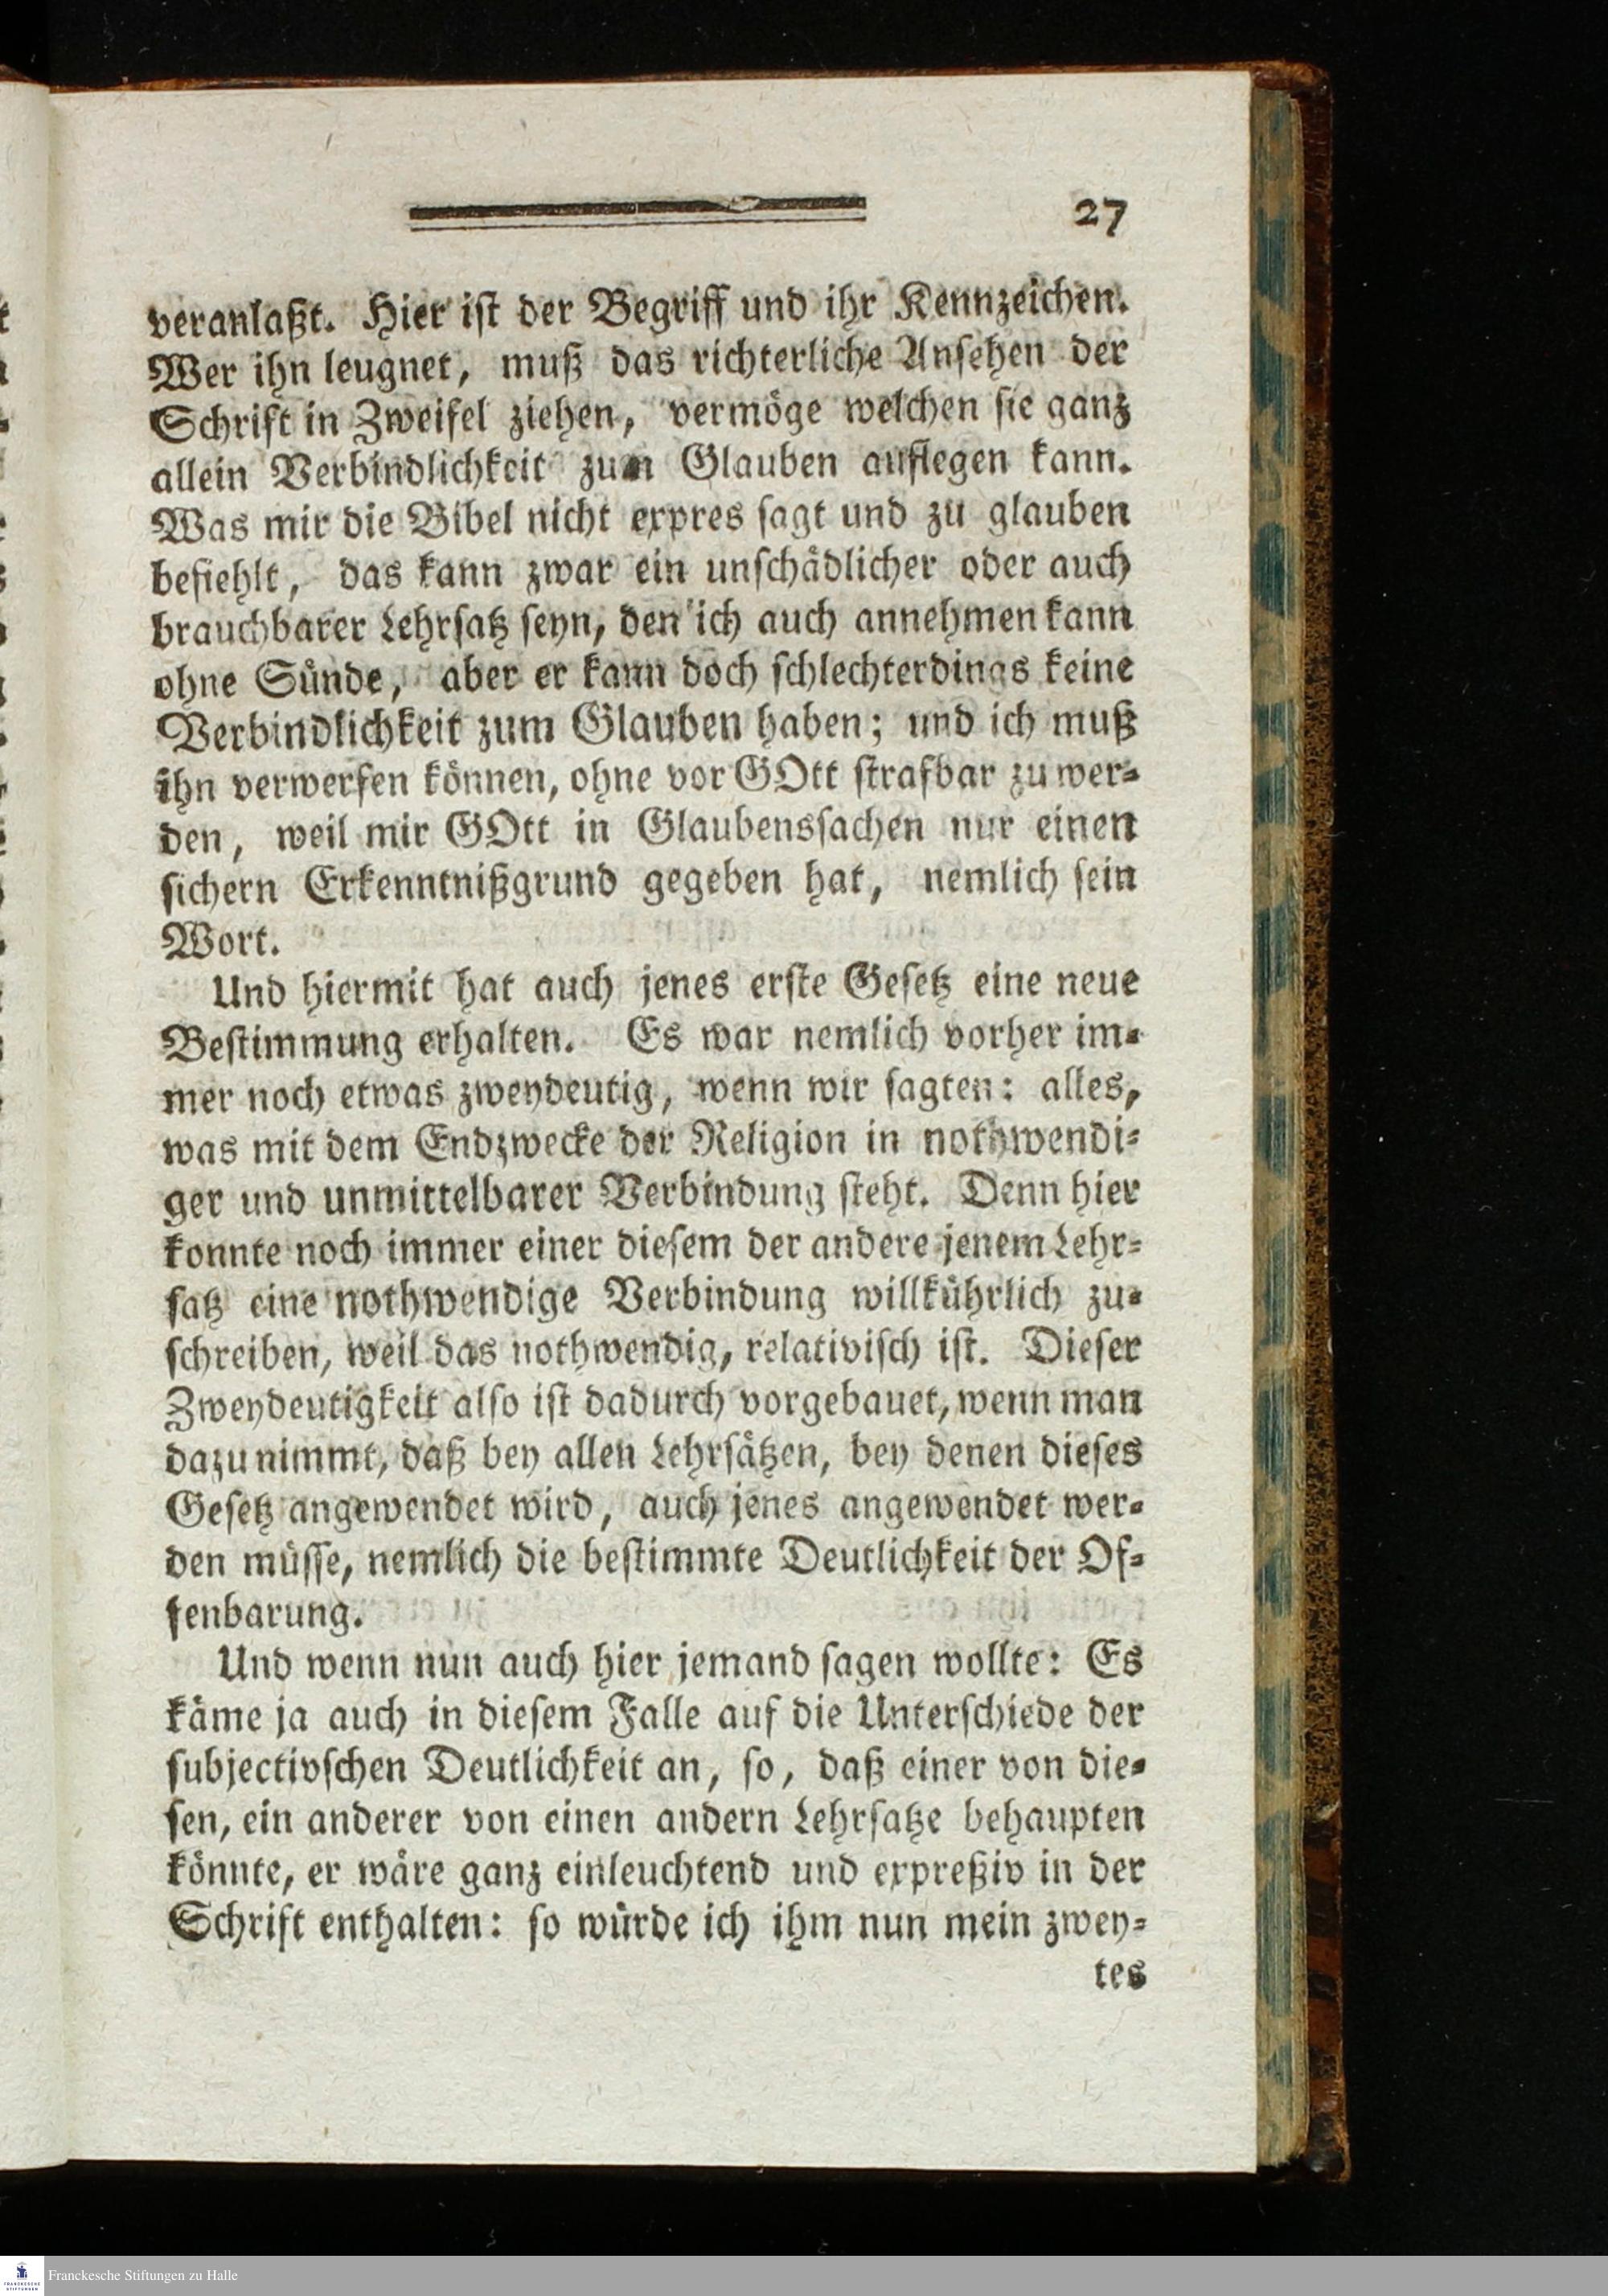 27
veranlaßt. Hier ist der Begriff und ihr Kennzeichen.
Wer ihn leugnet, muß das richterliche Ansehen der
Schrift in Zweifel ziehen, vermöge welchen sie ganz
allein Verbindlichkeit zum Glauben auflegen kann.
Was mir die Bibel nicht expres sagt und zu glauben
befiehlt, das kann zwar ein unschädlicher oder auch
brauchbarer Lehrsatz seyn, den ich auch annehmen kann
ohne Sünde, aber er kann doch schlechterdings keine
Verbindlichkeit zum Glauben haben; und ich muß
ihn verwerfen können, ohne vor GOtt strafbar zu wer-
den, weil mir GOtt in Glaubenssachen nur einen
sichern Erkenntnißgrund gegeben hat, nemlich sein
Wort.
Und hiermit hat auch jenes erste Gesetz eine neue
Bestimmung erhalten. Es war nemlich vorher im-
mer noch etwas zweydeutig, wenn wir sagten: alles,
was mit dem Endzwecke der Religion in nothwendi-
ger und unmittelbarer Verbindung steht. Denn hier
konnte noch immer einer diesem der andere jenem Lehr-
satz eine nothwendige Verbindung willkührlich zu-
schreiben, weil das nothwendig, relativisch ist. Dieser
Zweydeutigkeit also ist dadurch vorgebauet, wenn man
dazu nimmt, daß bey allen Lehrsätzen, bey denen dieses
Gesetz angewendet wird, auch jenes angewendet wer-
den müsse, nemlich die bestimmte Deutlichkeit der Of-
fenbarung.
Und wenn nun auch hier jemand sagen wollte: Es
käme ja auch in diesem Falle auf die Unterschiede der
subjectivschen Deutlichkeit an, so, daß einer von die-
sen, ein anderer von einen andern Lehrsatze behaupten
könnte, er wäre ganz einleuchtend und expreßiv in der
Schrift enthalten: so würde ich ihm nun mein zwey-
tes
FRANCKESCHE
STIFTUNGEN
Franckesche Stiftungen zu Halle